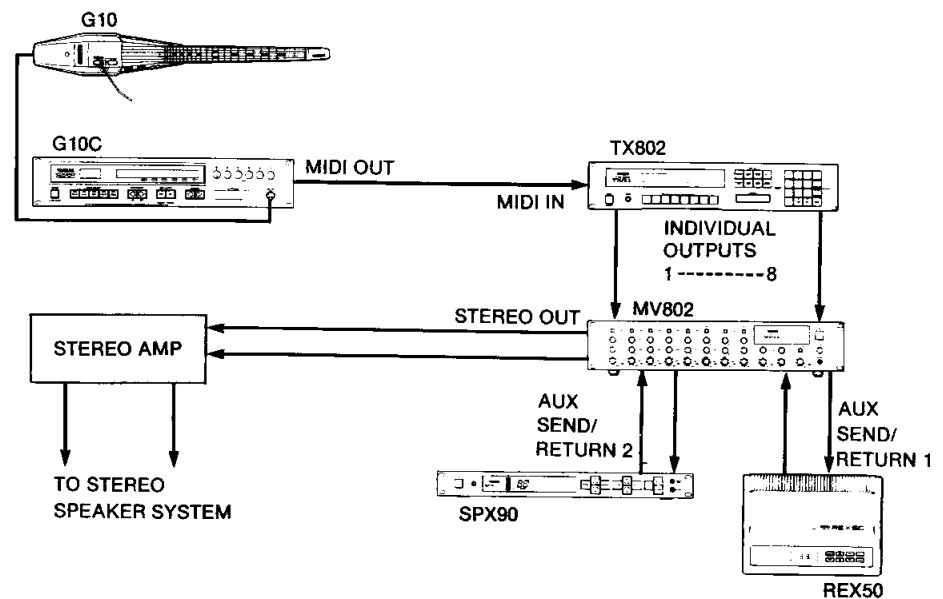 G10
G10C
MIDI OUT
MIDI IN
TX802
INDIVIDUAL
OUTPUTS
1 --------- 8
MV802
STEREO OUT
STEREO AMP
AUX
SEND/
RETURN 2
AUX
SEND/
RETURN 1
TO STEREO
SPEAKER SYSTEM
SPX90
REX50